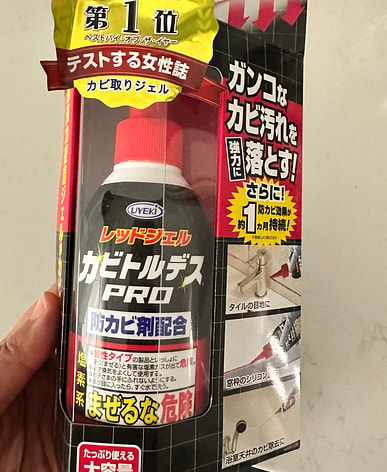 第1位
ベストバイ・オブ・ザ・イヤー
テストする女性誌
カビ取りジェル
ガンコな
カビ汚れを
強力に
落とす!
さらに!
防カビ効果が
約1カ月持続!
UYEKI
レッドジェル
カビトルデス
PRO
防カビ剤配合
塩素系
まぜるな
危険
タイルの目地に
窓枠のシリコン
浴室天井のカビ除去に
たっぷり使える
大容量